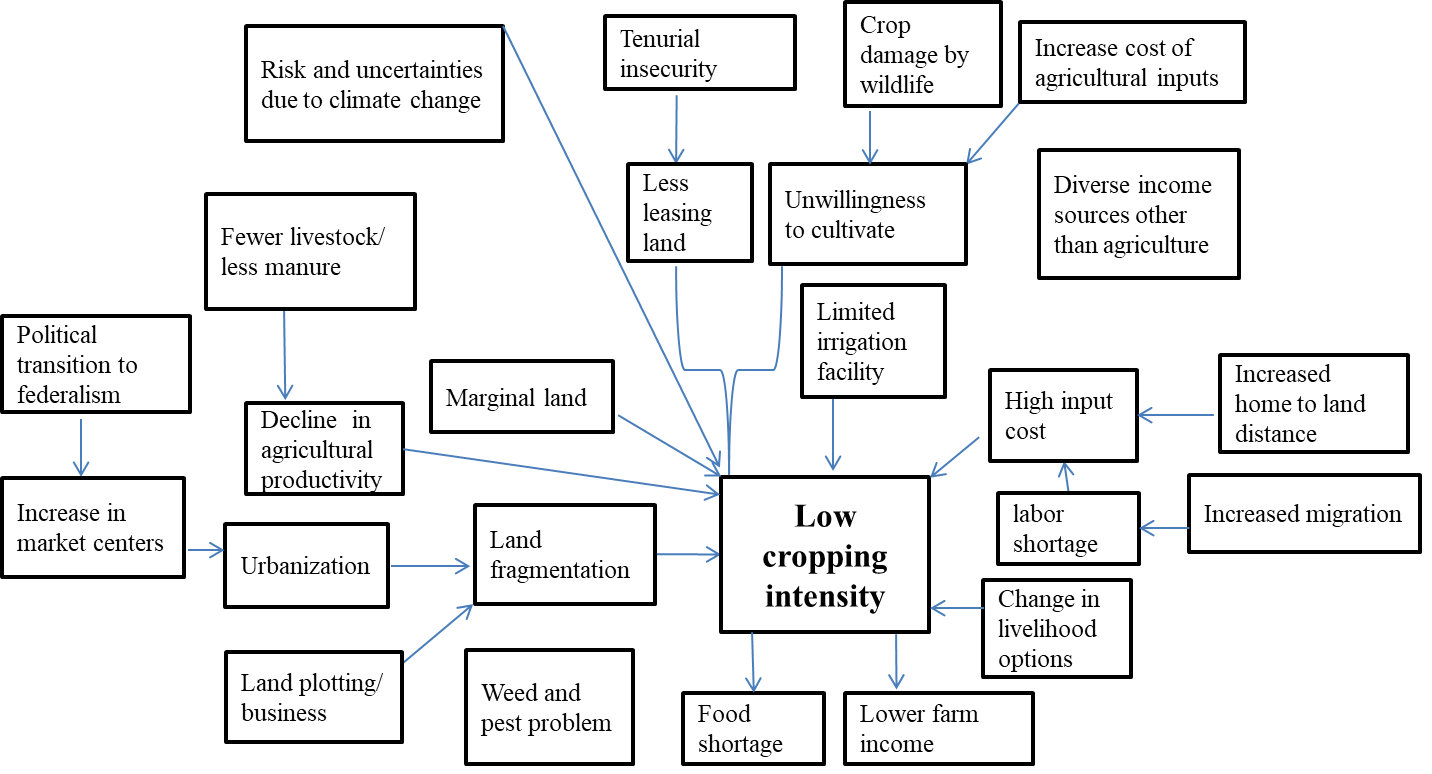 Risk and uncertainties
due to climate change
Tenurial
insecurity
Crop
damage by
wildlife
Increase cost of
agricultural inputs
Less
leasing
land
Unwillingness
to cultivate
Diverse income
sources other
than agriculture
Fewer livestock/
less manure
Limited
irrigation
facility
Political
transition to
federalism
Marginal land
High input
cost
Increased
home to land
distance
Decline in
agricultural
productivity
Increase in
market centers
Urbanization
Land
fragmentation
Low
cropping
intensity
labor
shortage
Increased migration
Change in
livelihood
options
Land plotting/
business
Weed and
pest problem
Food
shortage
Lower farm
income